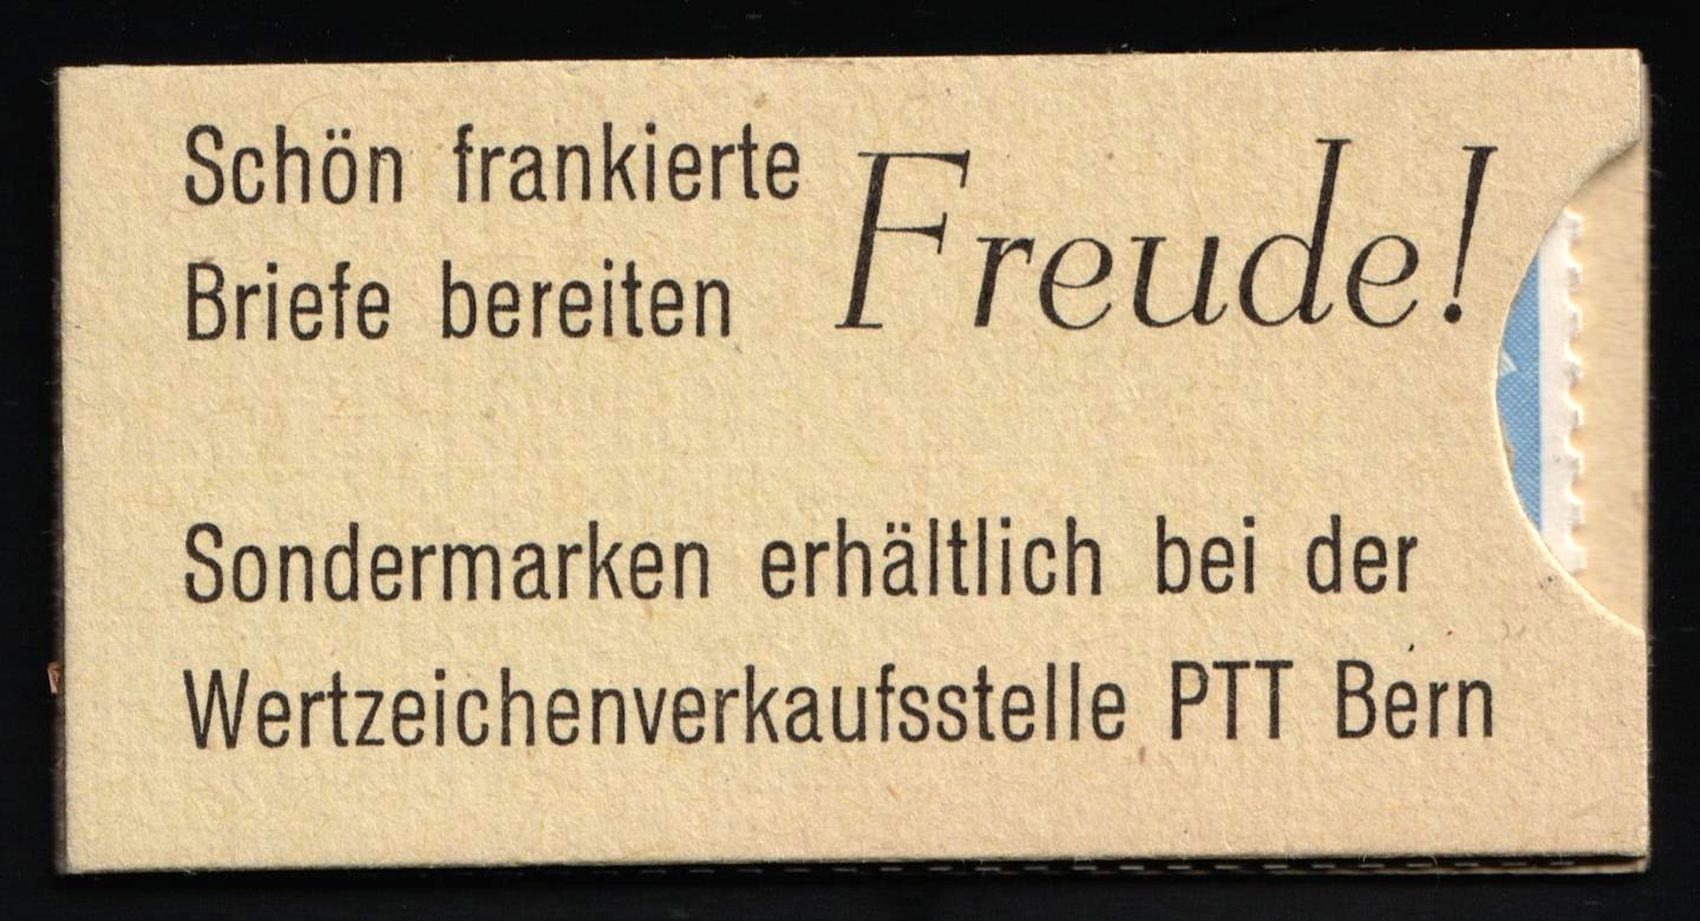 Schön frankierte
Briefe bereiten Freude!
Sondermarken erhältlich bei der
Wertzeichenverkaufsstelle PTT Bern